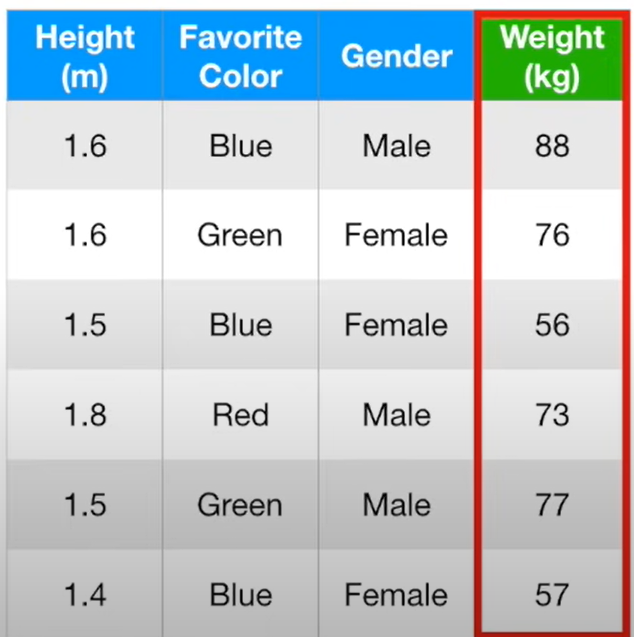 Height (m) Favorite Color Gender Weight (kg)
1.6 Blue Male 88
1.6 Green Female 76
1.5 Blue Female 56
1.8 Red Male 73
1.5 Green Male 77
1.4 Blue Female 57